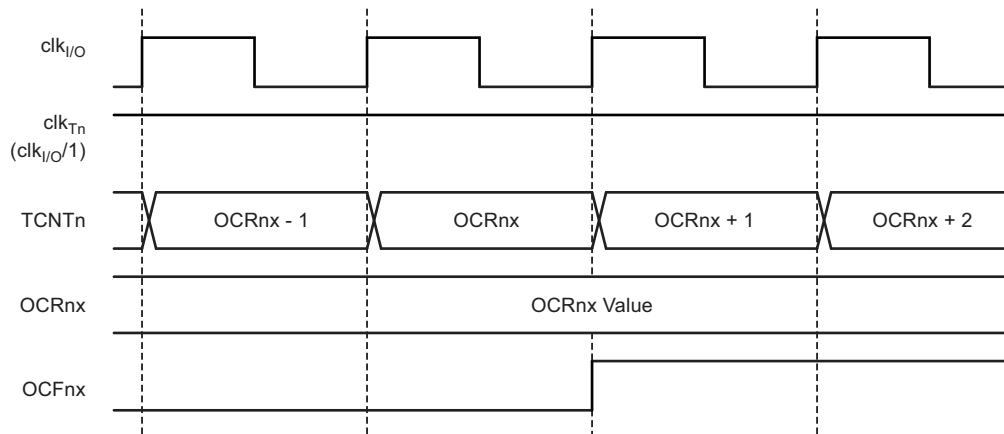 clkI/O
clkTn
(clkI/O/1)
TCNTn OCRnx - 1 OCRnx OCRnx + 1 OCRnx + 2
OCRnx OCRnx Value
OCFnx